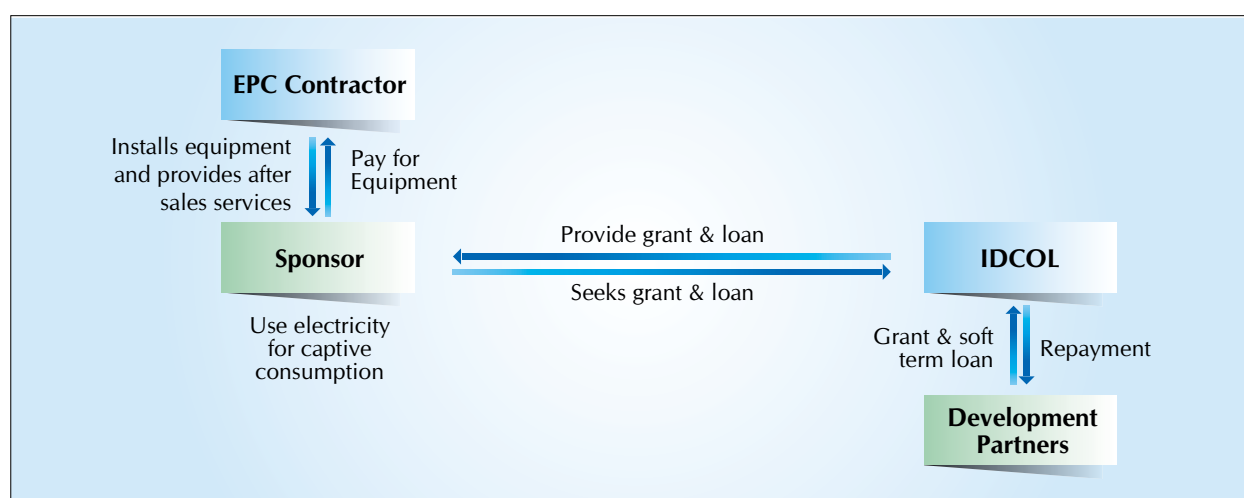 EPC Contractor
Installs equipment
and provides after
sales services
Pay for
Equipment
Sponsor
Use electricity
for captive
consumption
Provide grant & loan
Seeks grant & loan
IDCOL
Grant & soft
term loan
Repayment
Development
Partners